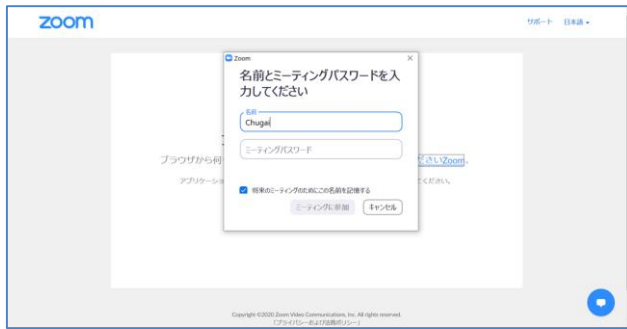 zoom
サポート 日本語
Zoom
名前とミーティングパスワードを入
力してください
名前
Chugai
ミーティングパスワード
ブラウザから何
ださいZoom。
アプリケーショ
てください。
将来のミーティングのためにこの名前を記憶する
ミーティングに参加 キャンセル
Copyright ©2020 Zoom Video Communications, Inc. All rights reserved.
(プライバシーおよび法務ポリシー)